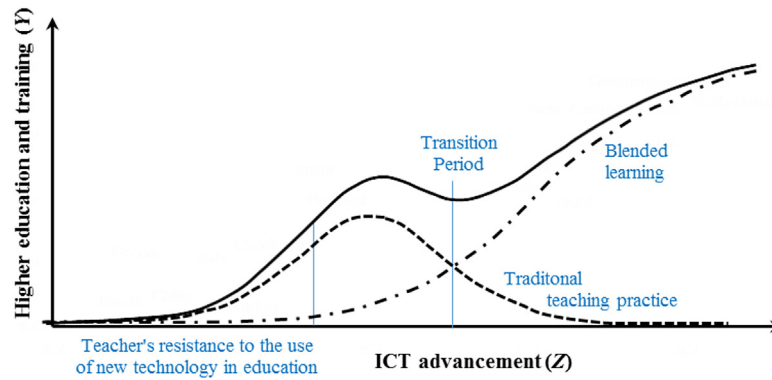 Higher education and training (Y)
Transition
Period
Blended
learning
Traditonal
teaching practice
Teacher's resistance to the use
of new technology in education
ICT advancement (Z)